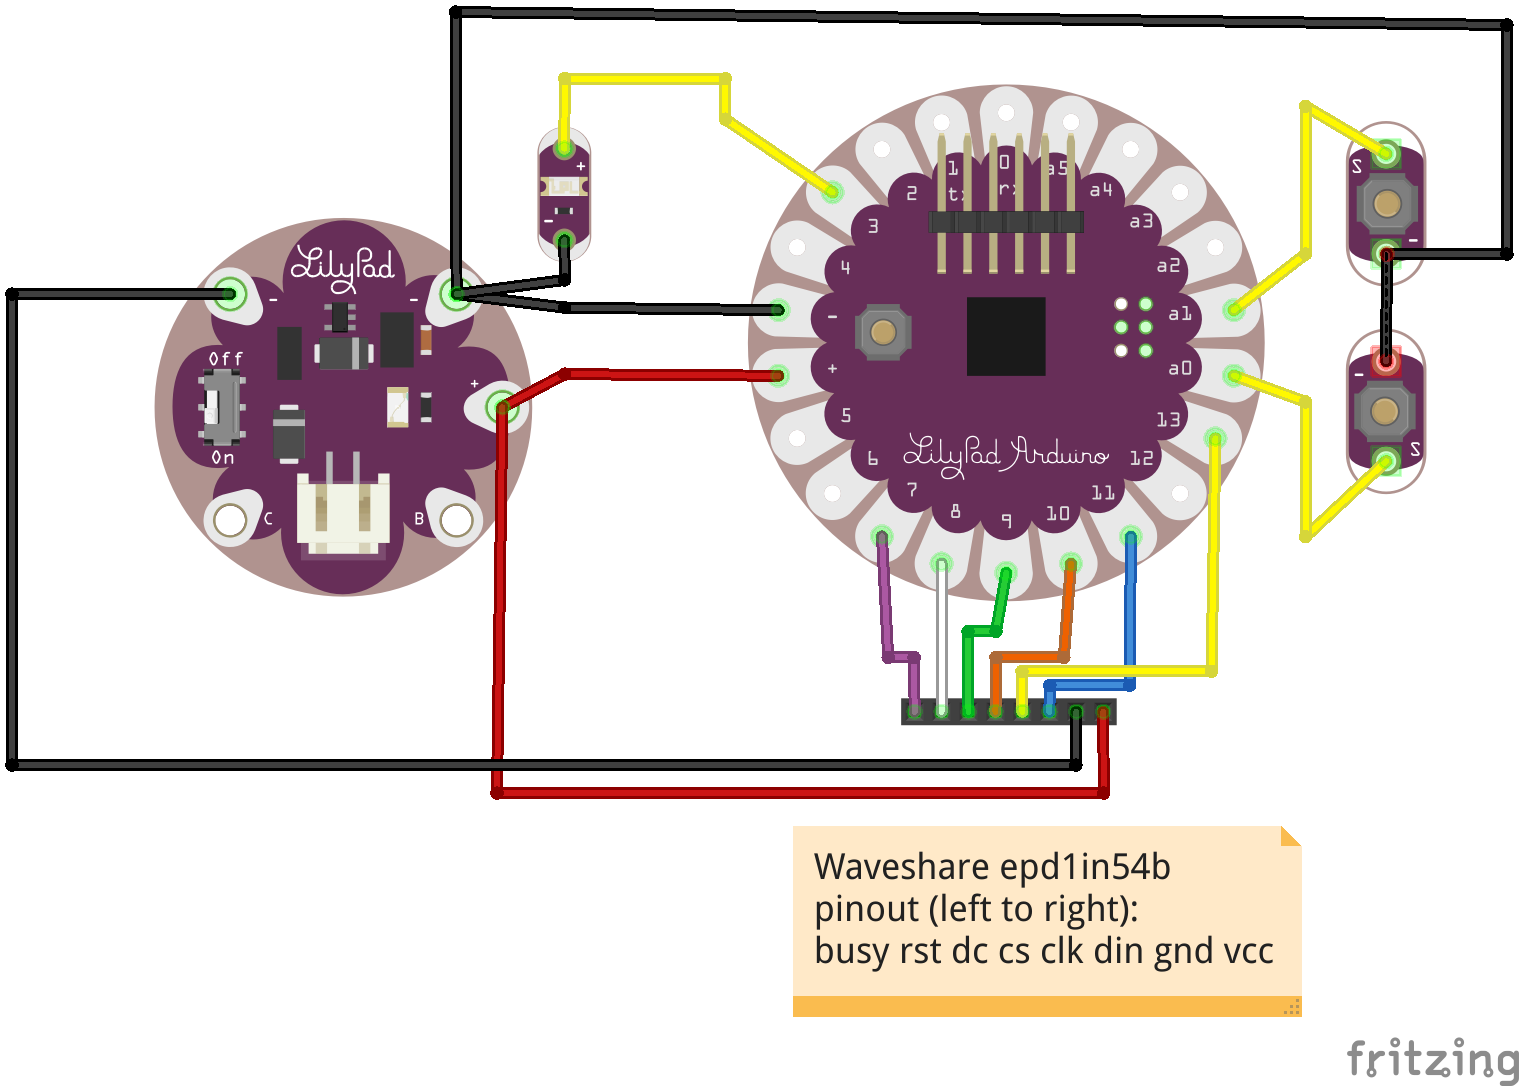 LilyPad
-
-
Off
+
On
C
B
+
-
1
tx
0
rx
a5
2
a4
3
a3
4
a2
-
a1
+
a0
5
13
6
12
7
11
8
10
9
LilyPad Arduino
S
-
-
S
Waveshare epd1in54b
pinout (left to right):
busy rst dc cs clk din gnd vcc
fritzing